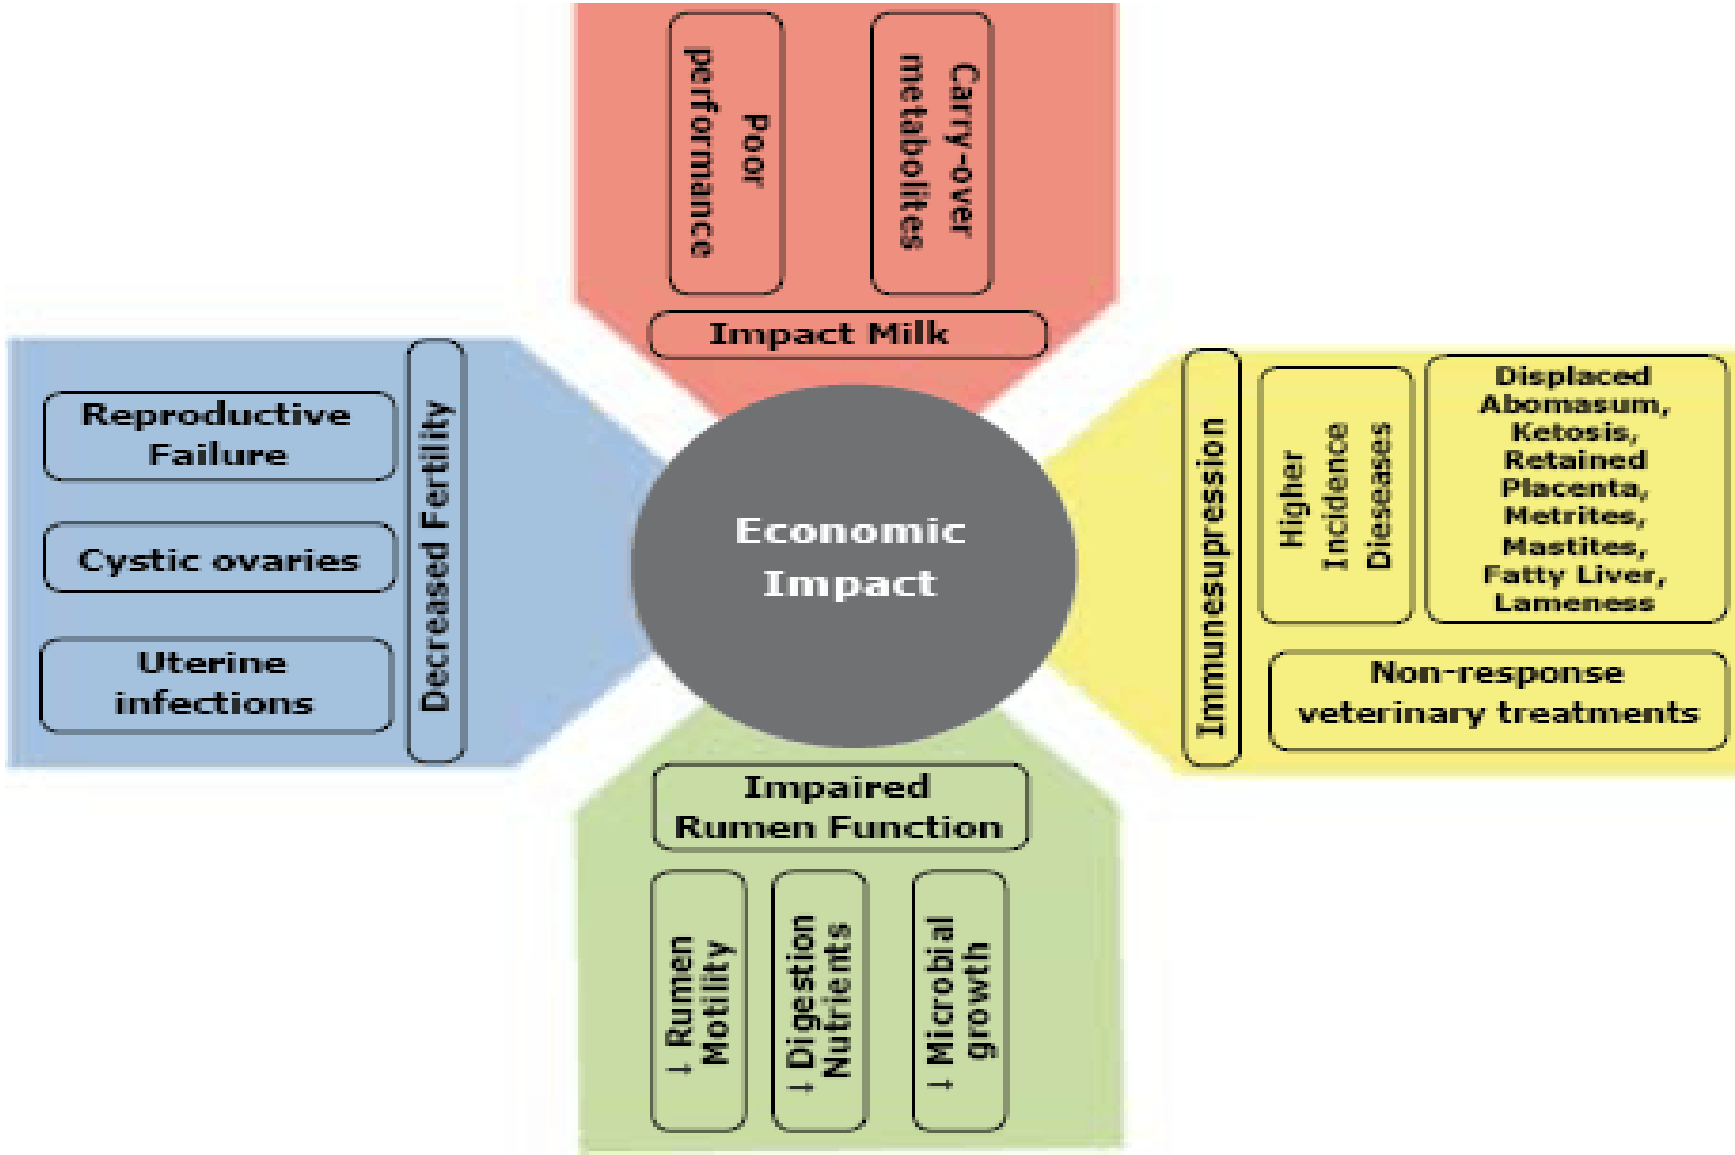 Poor
performance
Carry-over
metabolites
Impact Milk
Reproductive
Failure
Cystic ovaries
Uterine
infections
Decreased Fertility
Economic
Impact
Immunesupression
Higher
Incidence
Dieseases
Displaced
Abomasum,
Ketosis,
Retained
Placenta,
Metrites,
Mastites,
Fatty Liver,
Lameness
Non-response
veterinary treatments
Impaired
Rumen Function
↓ Rumen
Motility
↓ Digestion
Nutrients
↓ Microbial
growth